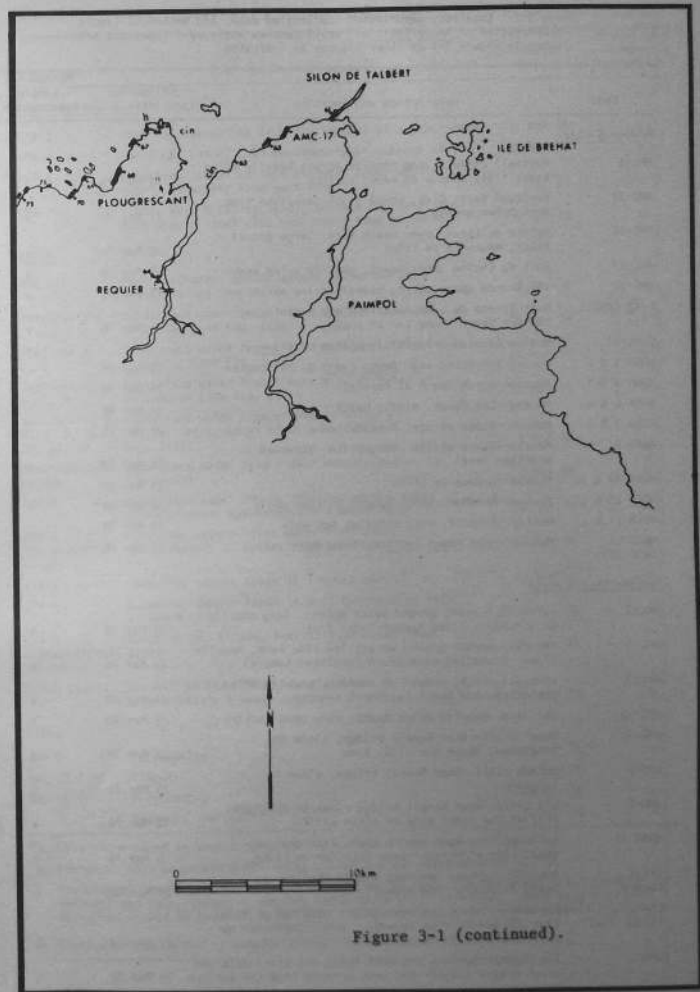 SILON DE TALBERT
AMC-17
ILE DE BREHAT
PLOUGRESCANT
REQUIER
PAIMPOL
N
0 10km
Figure 3-1 (continued).